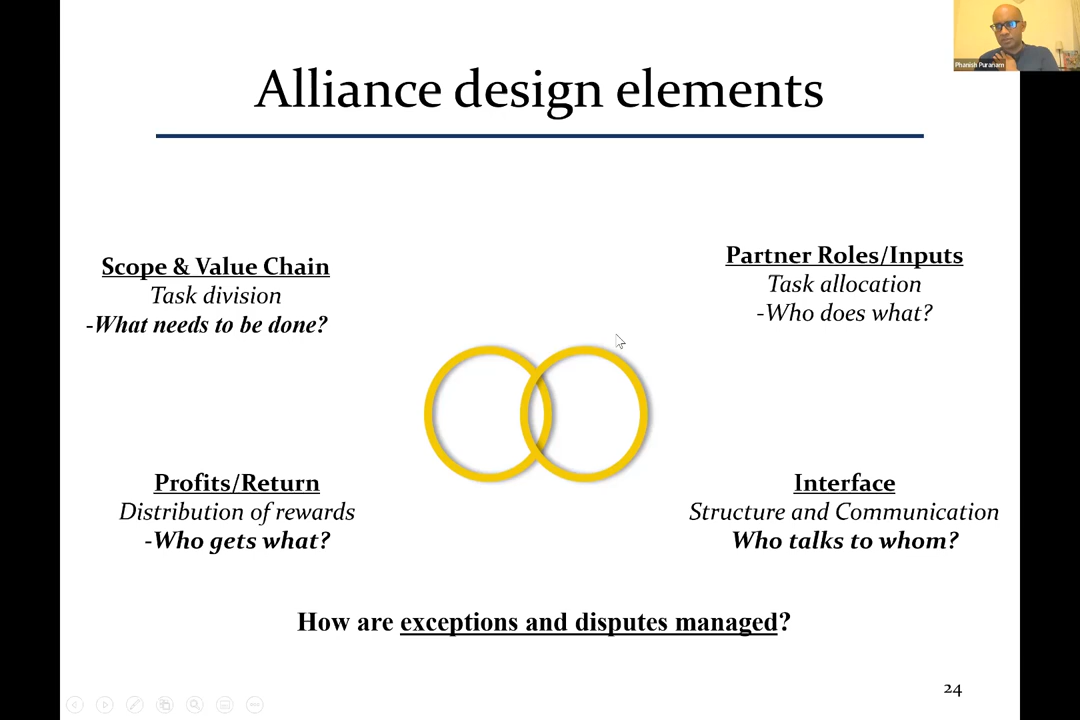 Phanish Puranam
Alliance design elements
Scope & Value Chain
Task division
-What needs to be done?
Partner Roles/Inputs
Task allocation
-Who does what?
Profits/Return
Distribution of rewards
-Who gets what?
Interface
Structure and Communication
Who talks to whom?
How are exceptions and disputes managed?
24